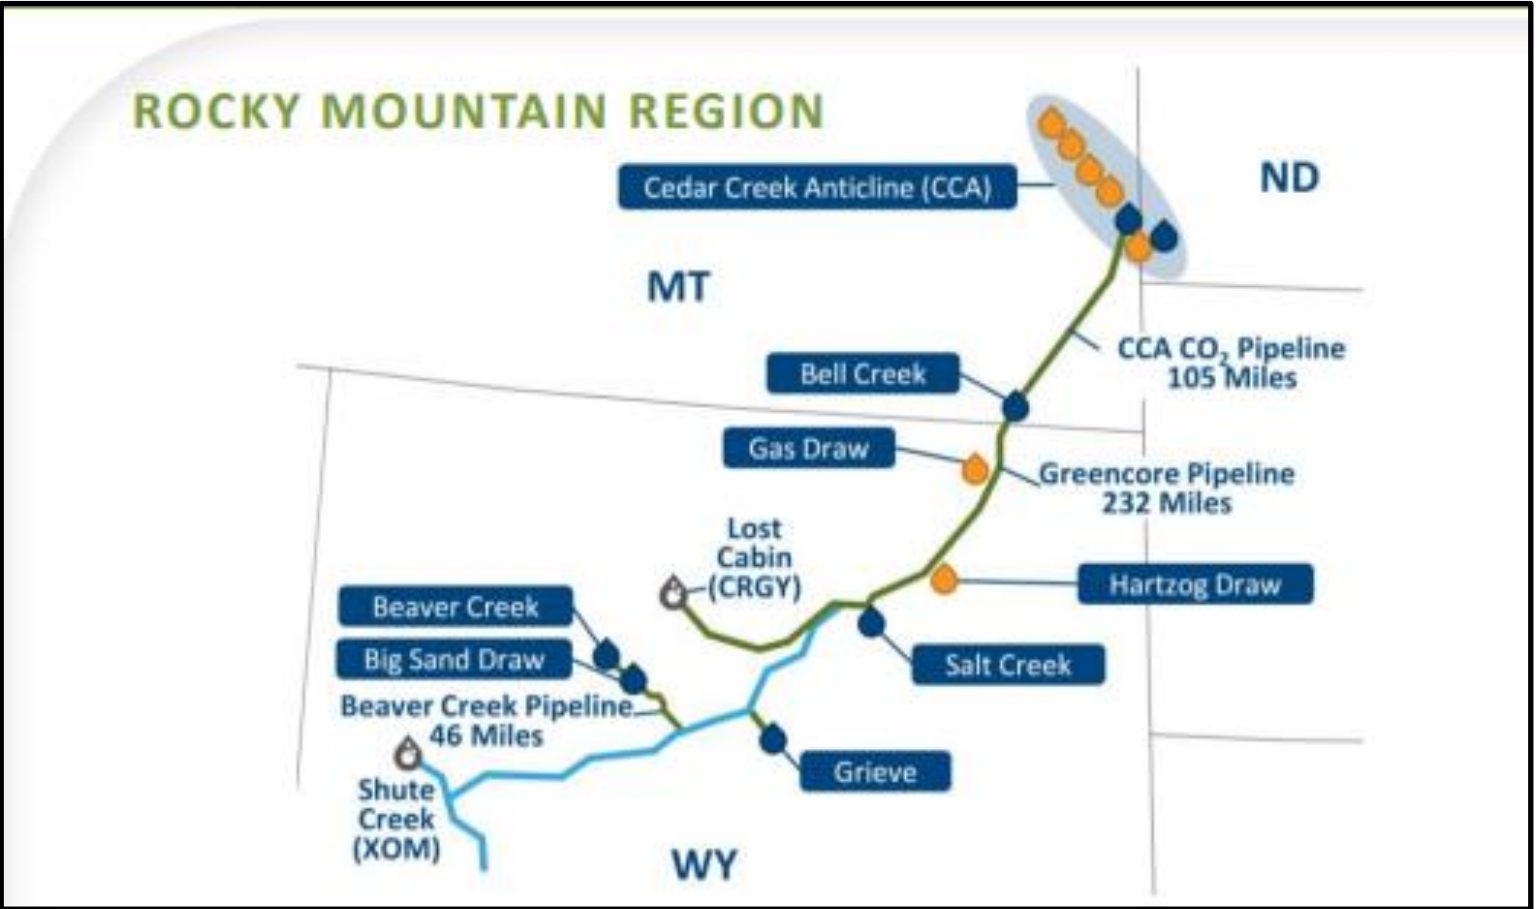 ROCKY MOUNTAIN REGION
Cedar Creek Anticline (CCA)
ND
MT
CCA CO₂ Pipeline
105 Miles
Bell Creek
Gas Draw
Greencore Pipeline
232 Miles
Lost
Cabin
(CRGY)
Hartzog Draw
Beaver Creek
Big Sand Draw
Salt Creek
Beaver Creek Pipeline
46 Miles
Grieve
Shute
Creek
(XOM)
WY